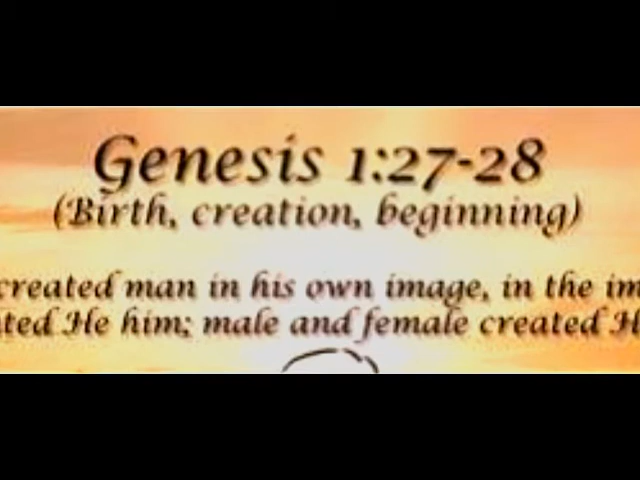 Genesis 1:27-28
(Birth, creation, beginning)
created man in his own image, in the im
ted He him; male and female created H